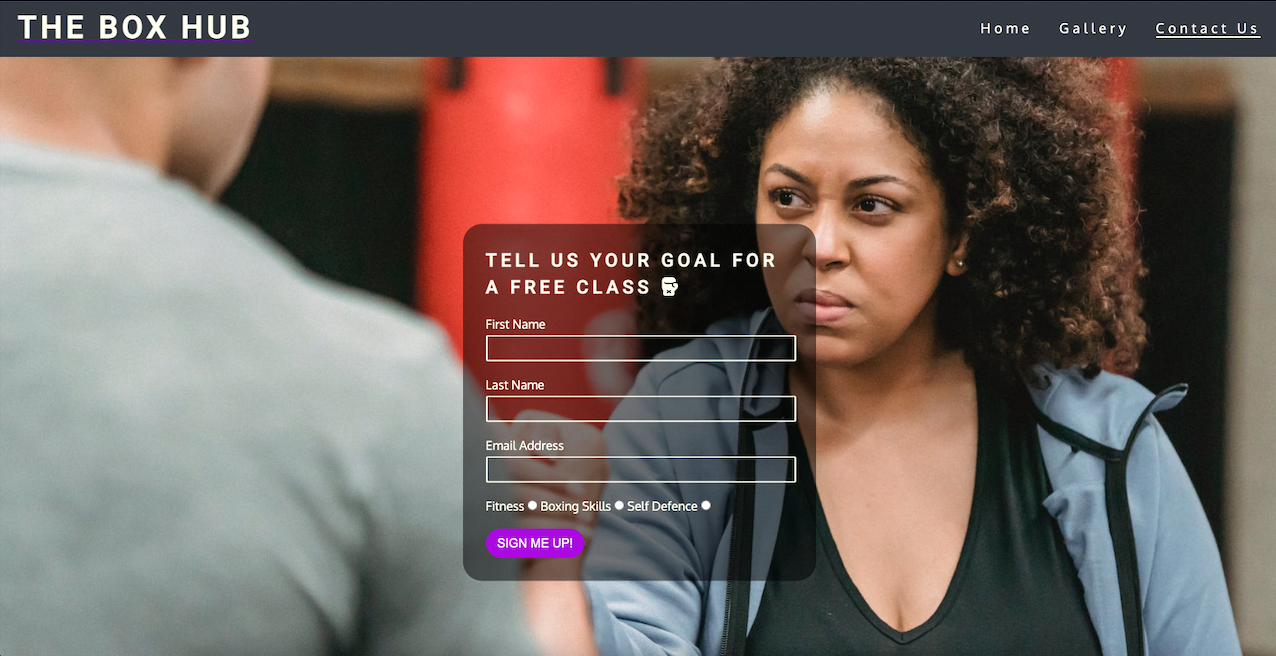 THE BOX HUB
Home Gallery Contact Us
TELL US YOUR GOAL FOR
A FREE CLASS
First Name
Last Name
Email Address
Fitness Boxing Skills Self Defence
SIGN ME UP!